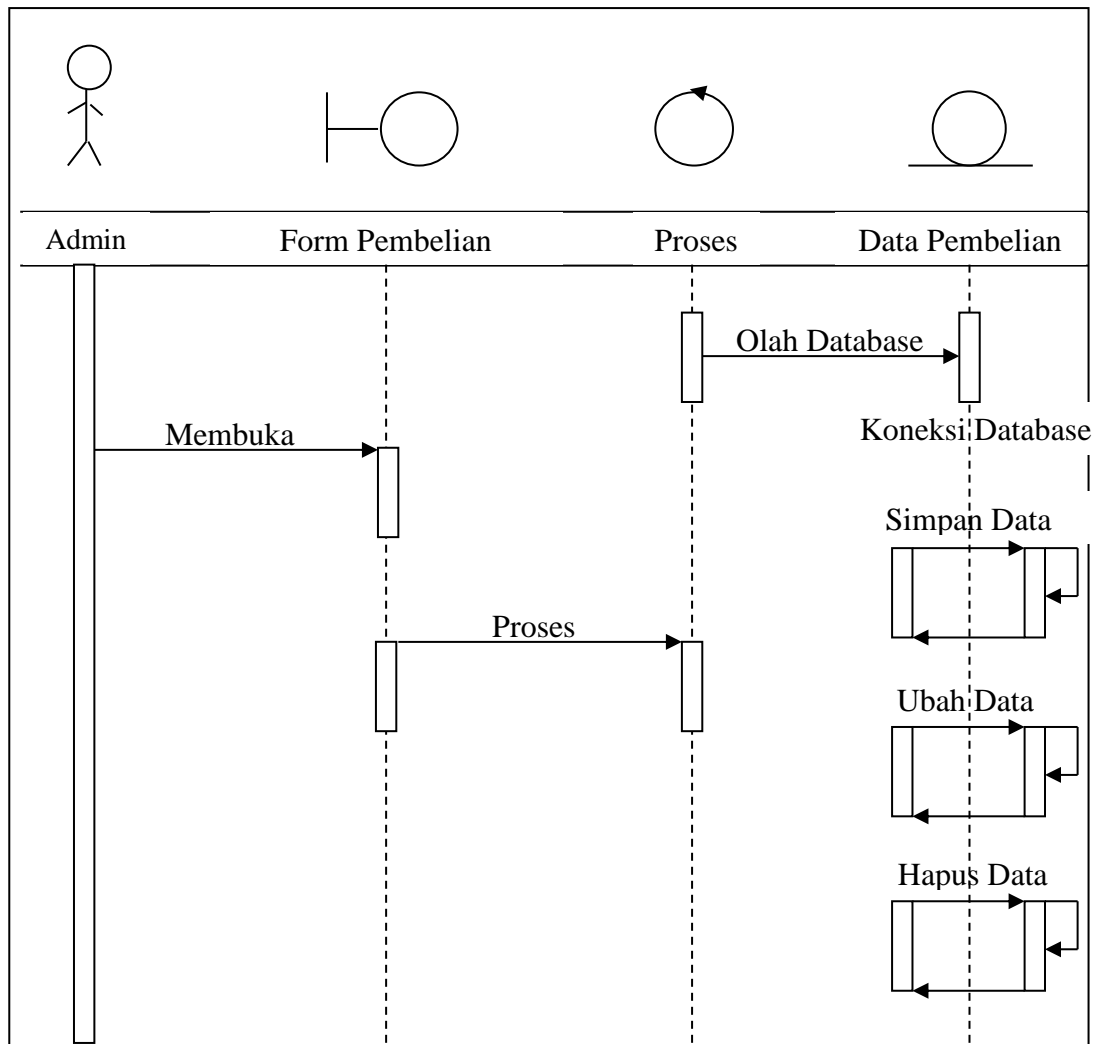 Admin
Form Pembelian
Proses
Data Pembelian
Olah Database
Membuka
Koneksi Database
Simpan Data
Proses
Ubah Data
Hapus Data